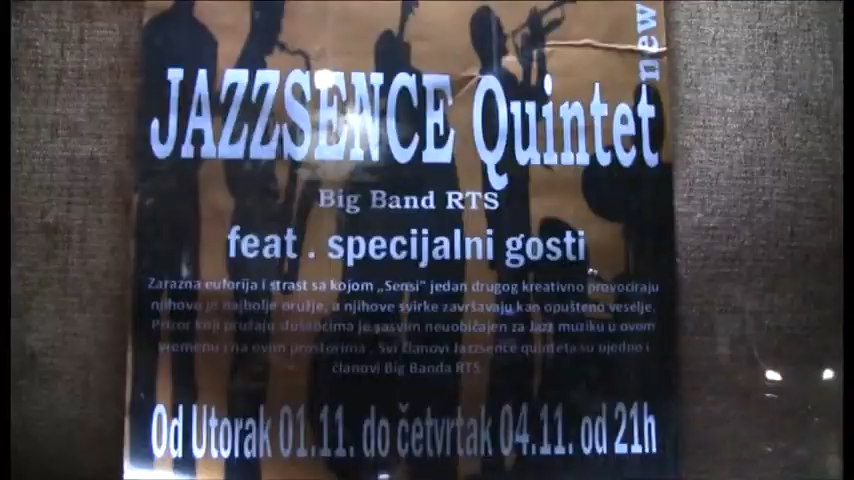 new
JAZZSENCE Quintet
Big Band RTS
feat . specijalni gosti
Zarazna euforija i strast sa kojom „Sensi" jedan drugog kreativno provociraju
njihovo je najbolje oružje, a njihove svirke završavaju kan opušteno veselje.
Prizor koji pružaju slušaocima je sasvim neuobičajen za Jazz muziku u ovom
vremenu i na ovim prostorima . Svi članovi Jazzsence quinteta su ujedno i
članovi Big Banda RTS
Od Utorak 01.11. do četvrtak 04.11. od 21h